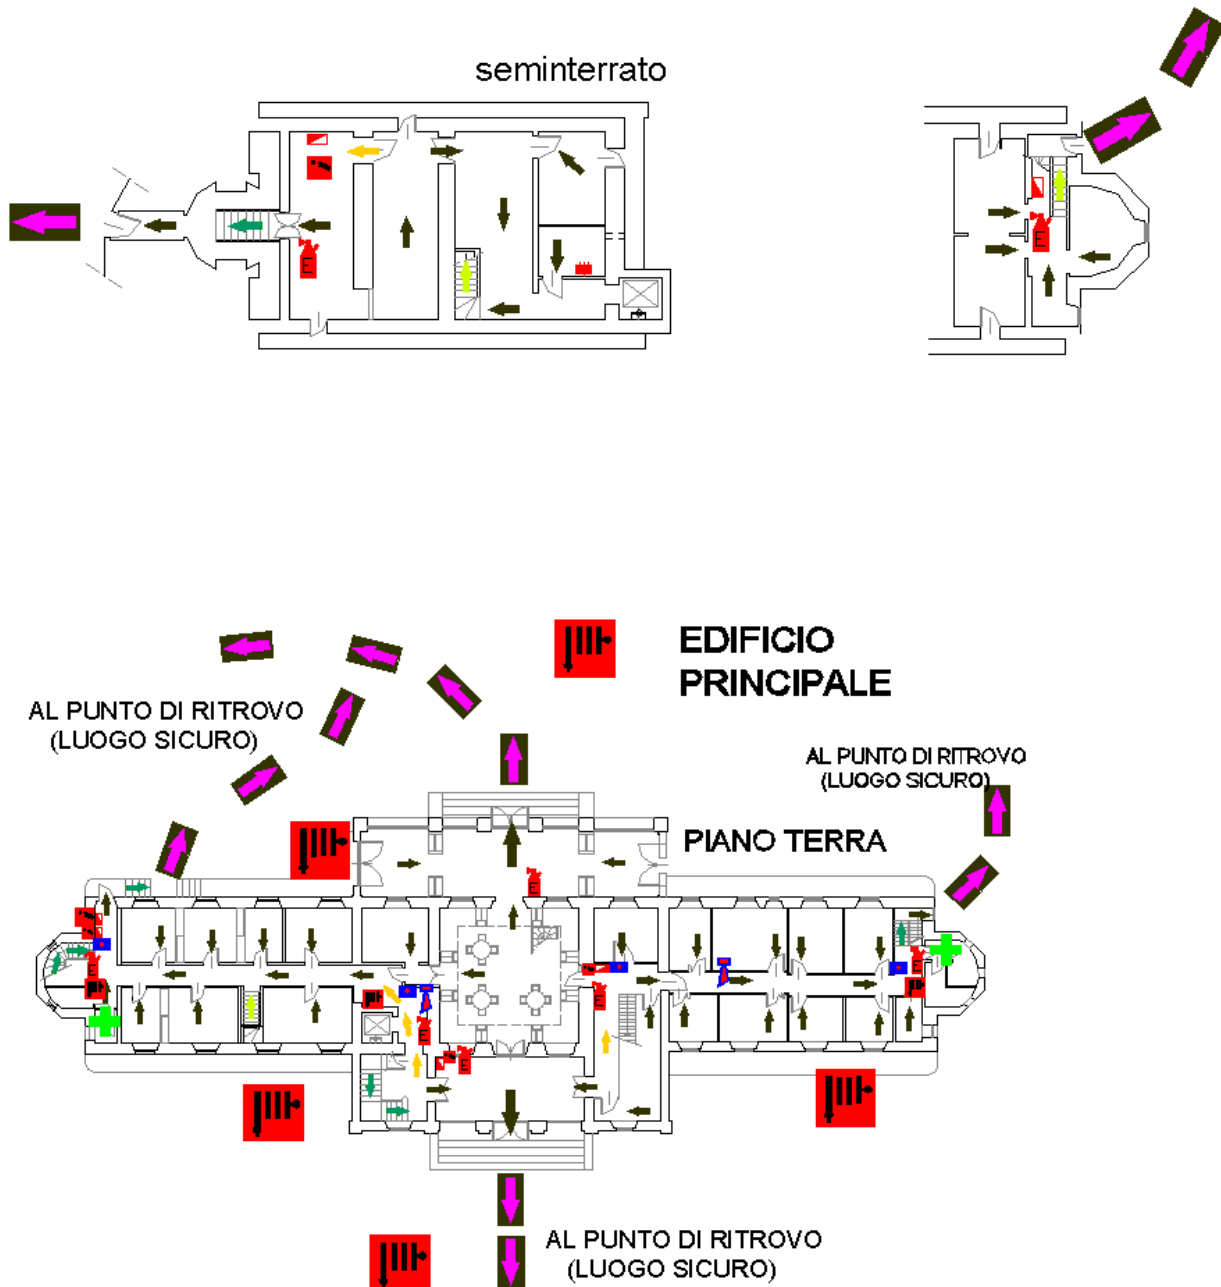 seminterrato
EDIFICIO
PRINCIPALE
AL PUNTO DI RITROVO
(LUOGO SICURO)
AL PUNTO DI RITROVO
(LUOGO SICURO)
PIANO TERRA
AL PUNTO DI RITROVO
(LUOGO SICURO)